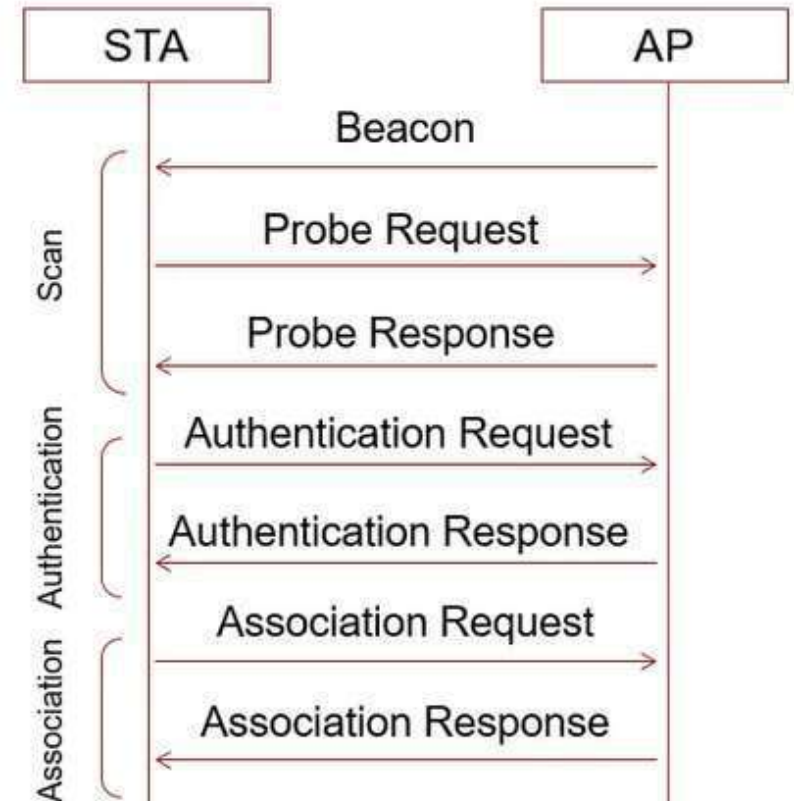 STA
AP
Beacon
Scan
Probe Request
Probe Response
Authentication
Authentication Request
Authentication Response
Association
Association Request
Association Response